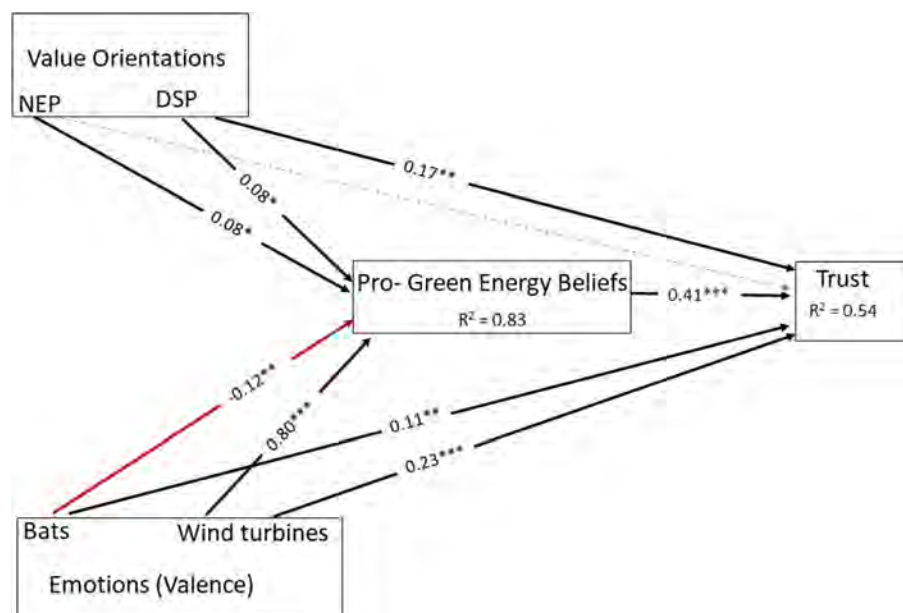 Value Orientations
NEP
DSP
0.17**
0.08*
0.08*
Pro- Green Energy Beliefs
R² = 0.83
0.41***
Trust
R² = 0.54
-0.12**
0.80***
0.11**
0.23***
Bats
Wind turbines
Emotions (Valence)